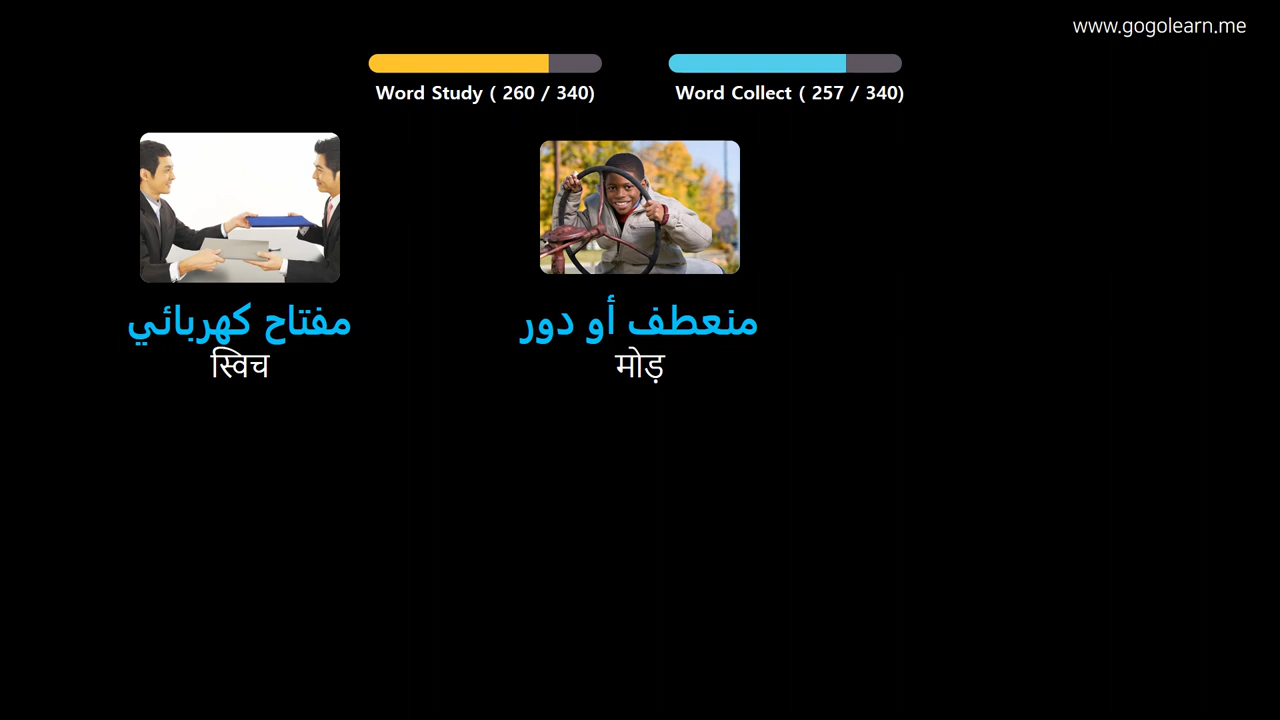 www.gogolearn.me
Word Study ( 260 / 340)
Word Collect ( 257 / 340)
مفتاح كهربائي
स्विच
منعطف أو دور
मोड़